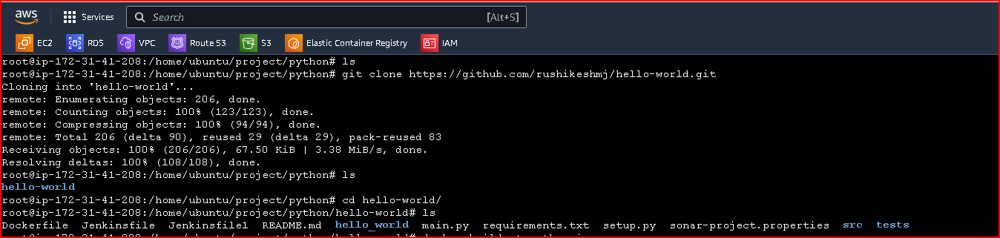 aws Services Search [Alt+S]
EC2 RDS VPC Route 53 S3 Elastic Container Registry IAM
root@ip-172-31-41-208:/home/ubuntu/project/python# ls
root@ip-172-31-41-208:/home/ubuntu/project/python# git clone https://github.com/rushikeshmj/hello-world.git
Cloning into 'hello-world'...
remote: Enumerating objects: 206, done.
remote: Counting objects: 100% (123/123), done.
remote: Compressing objects: 100% (94/94), done.
remote: Total 206 (delta 90), reused 29 (delta 29), pack-reused 83
Receiving objects: 100% (206/206), 67.50 KiB | 3.38 MiB/s, done.
Resolving deltas: 100% (108/108), done.
root@ip-172-31-41-208:/home/ubuntu/project/python# ls
hello-world
root@ip-172-31-41-208:/home/ubuntu/project/python# cd hello-world/
root@ip-172-31-41-208:/home/ubuntu/project/python/hello-world# ls
Dockerfile Jenkinsfile Jenkinsfile1 README.md hello_world main.py requirements.txt setup.py sonar-project.properties src tests